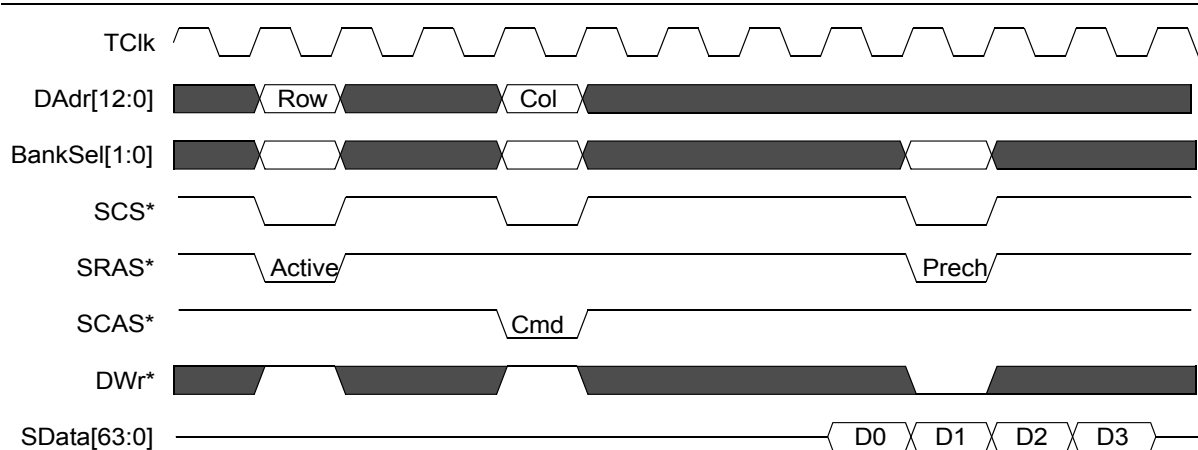 TClk
DAdr[12:0] Row Col
BankSel[1:0]
SCS*
SRAS* Active Prech
SCAS* Cmd
DWr*
SData[63:0] D0 D1 D2 D3